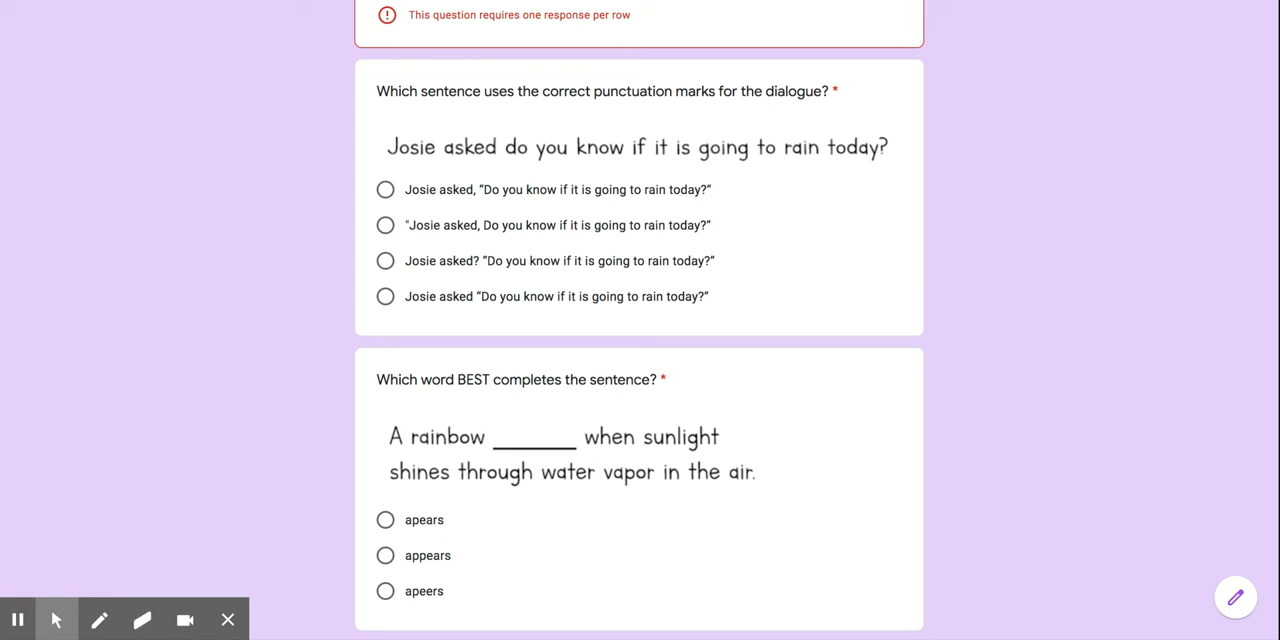 This question requires one response per row
Which sentence uses the correct punctuation marks for the dialogue? *
Josie asked do you know if it is going to rain today?
Josie asked, “Do you know if it is going to rain today?”
"Josie asked, Do you know if it is going to rain today?”
Josie asked? “Do you know if it is going to rain today?”
Josie asked “Do you know if it is going to rain today?”
Which word BEST completes the sentence? *
A rainbow _______ when sunlight
shines through water vapor in the air.
apears
appears
apeers